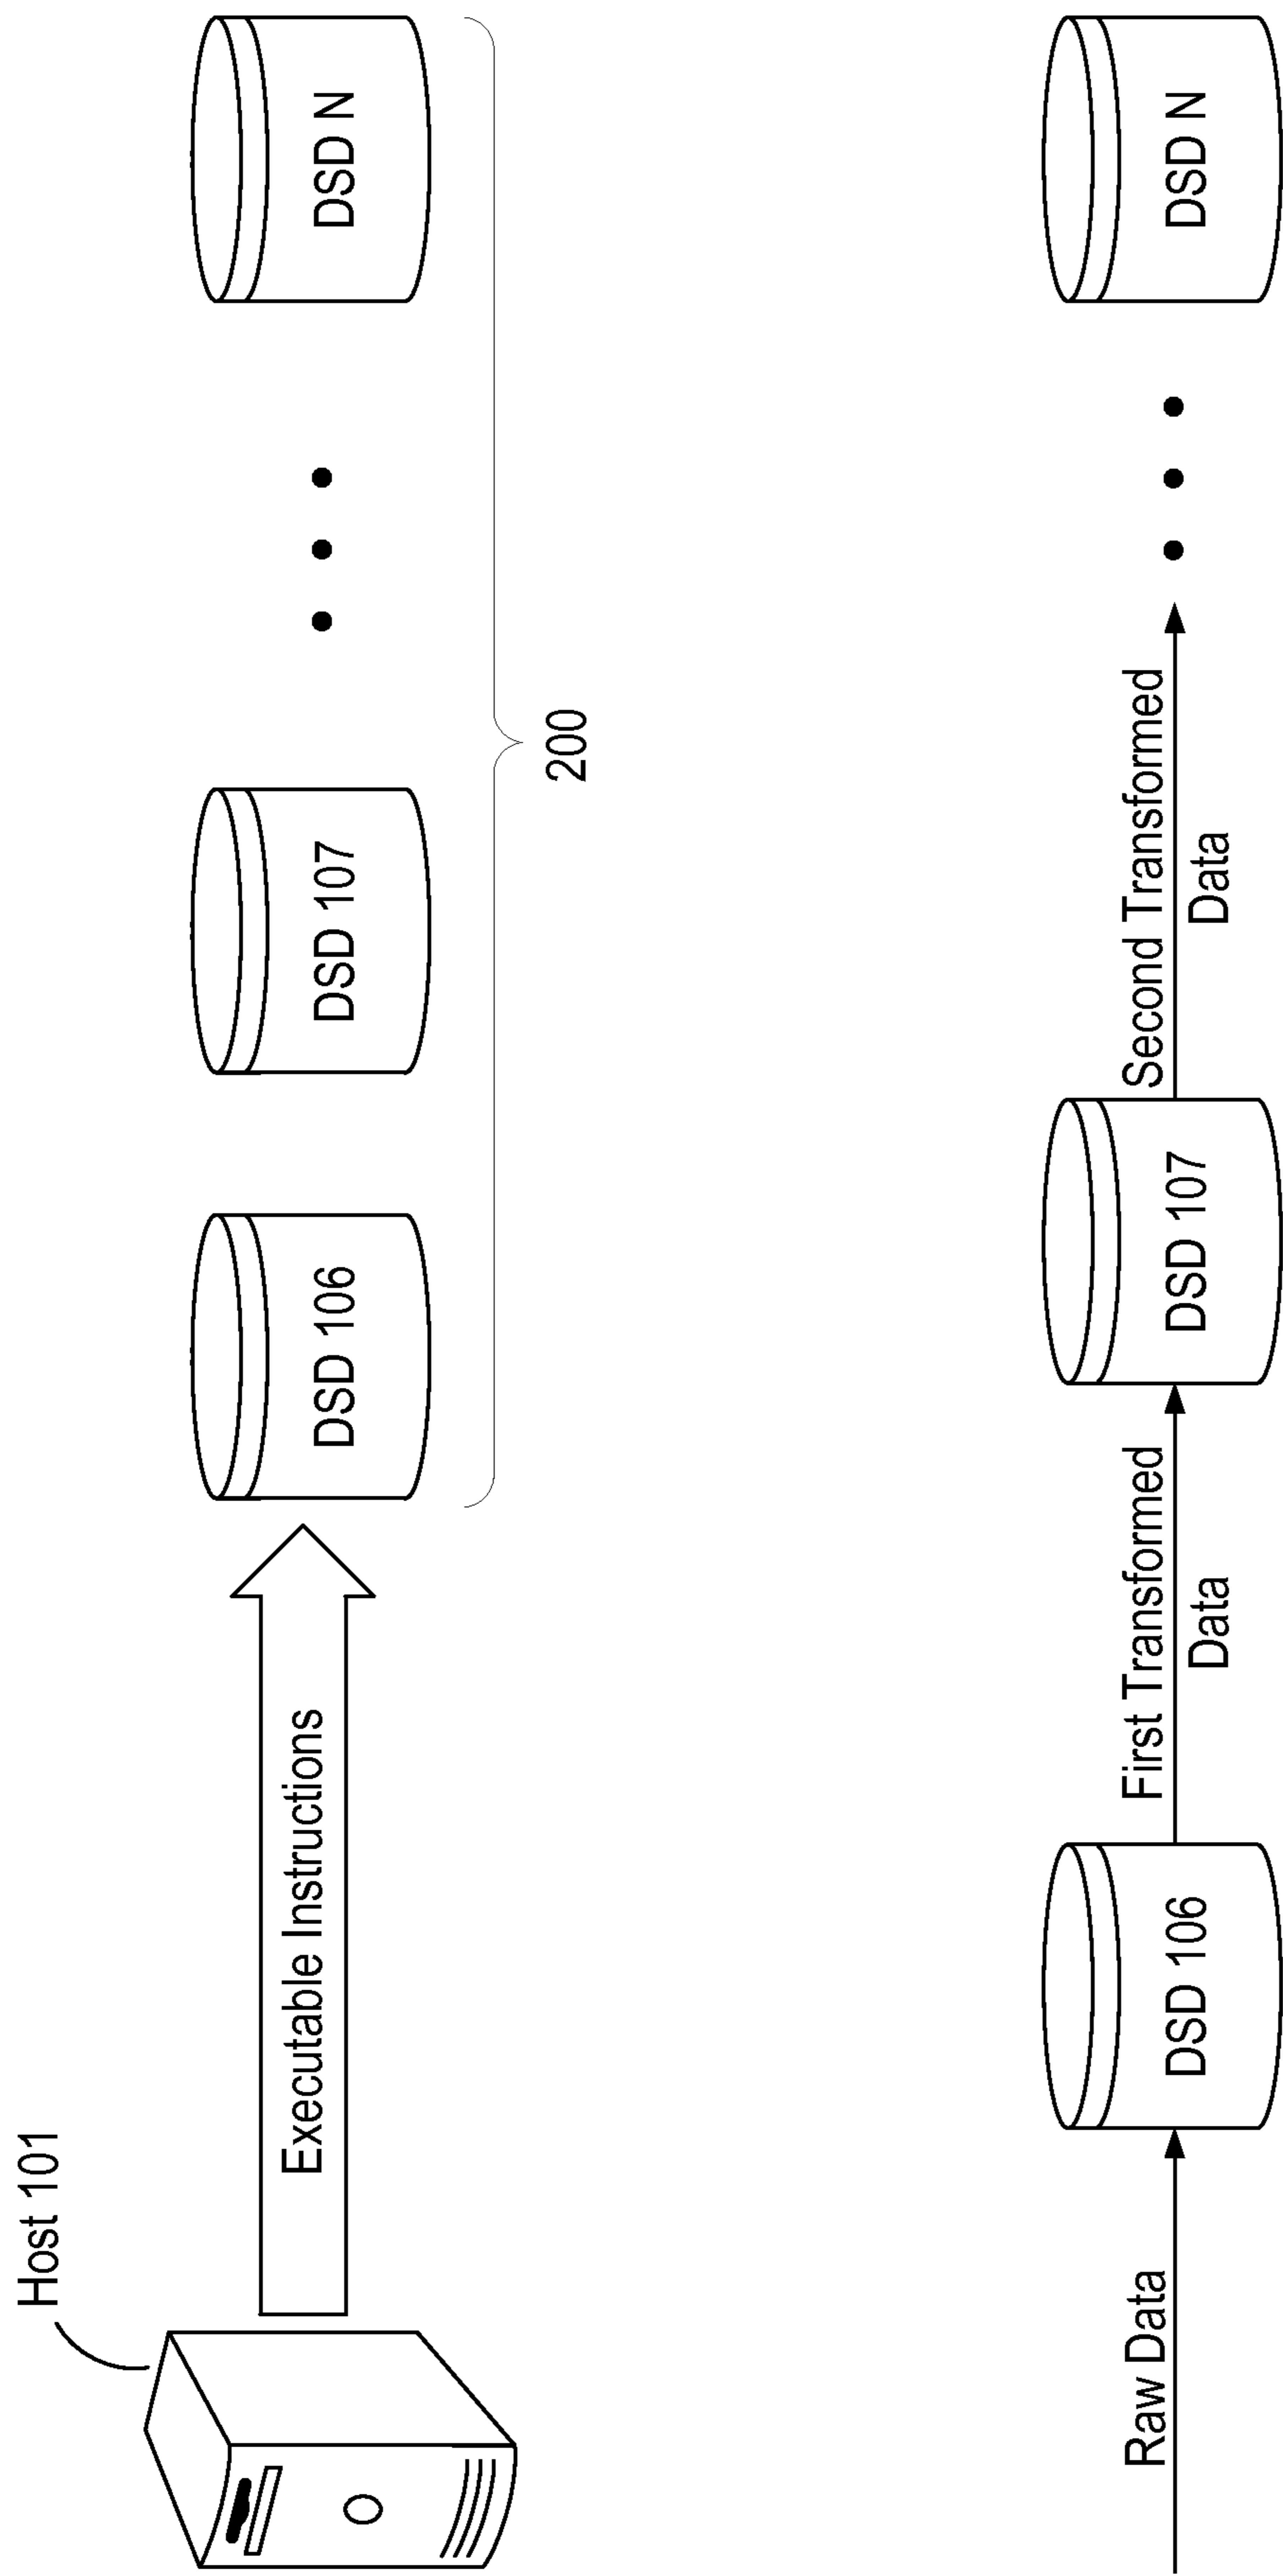 Host 101
Executable Instructions
DSD 106
DSD 107
DSD N
200
Raw Data
DSD 106
First Transformed
Data
DSD 107
Second Transformed
Data
DSD N